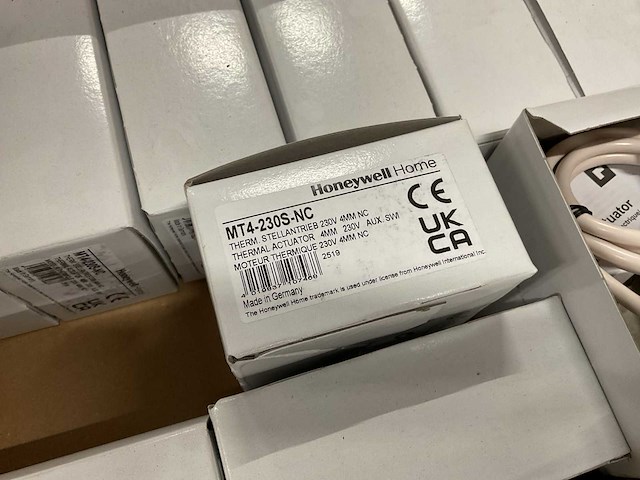 Honeywell Home
MT4-230S-NC
THERM. STELLANTRIEB 230V 4MM NC
THERMAL ACTUATOR 4MM 230V AUX. SWI
MOTEUR THERMIQUE 230V 4MM NC
2519
Made in Germany
The Honeywell Home trademark is used under license from Honeywell International Inc.
CE
UK
CA
Honeywell